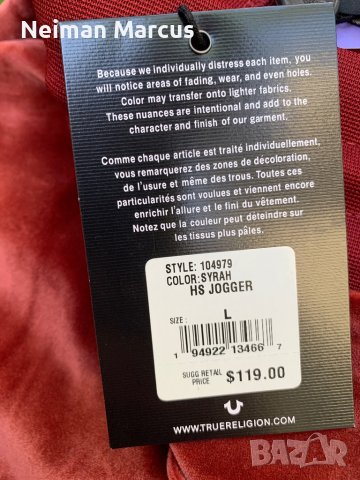 Neiman Marcus
Because we individually distress each item, you
will notice areas of fading, wear, and even holes.
Color may transfer onto lighter fabrics.
These nuances are intentional and add to the
character and finish of our garment.
Comme chaque article est traité individuellement,
vous remarquerez des zones de décoloration,
de l'usure et même des trous. Toutes ces
particularités sont voulues et viennent encore
enrichir l'allure et le fini du vêtement.
Notez que la couleur peut déteindre sur
les tissus plus pâles.
STYLE: 104979
COLOR:SYRAH
HS JOGGER
SIZE : L
1 94922 13466 7
SUGG RETAIL
PRICE $119.00
WWW.TRUERELIGION.COM
BAZAR